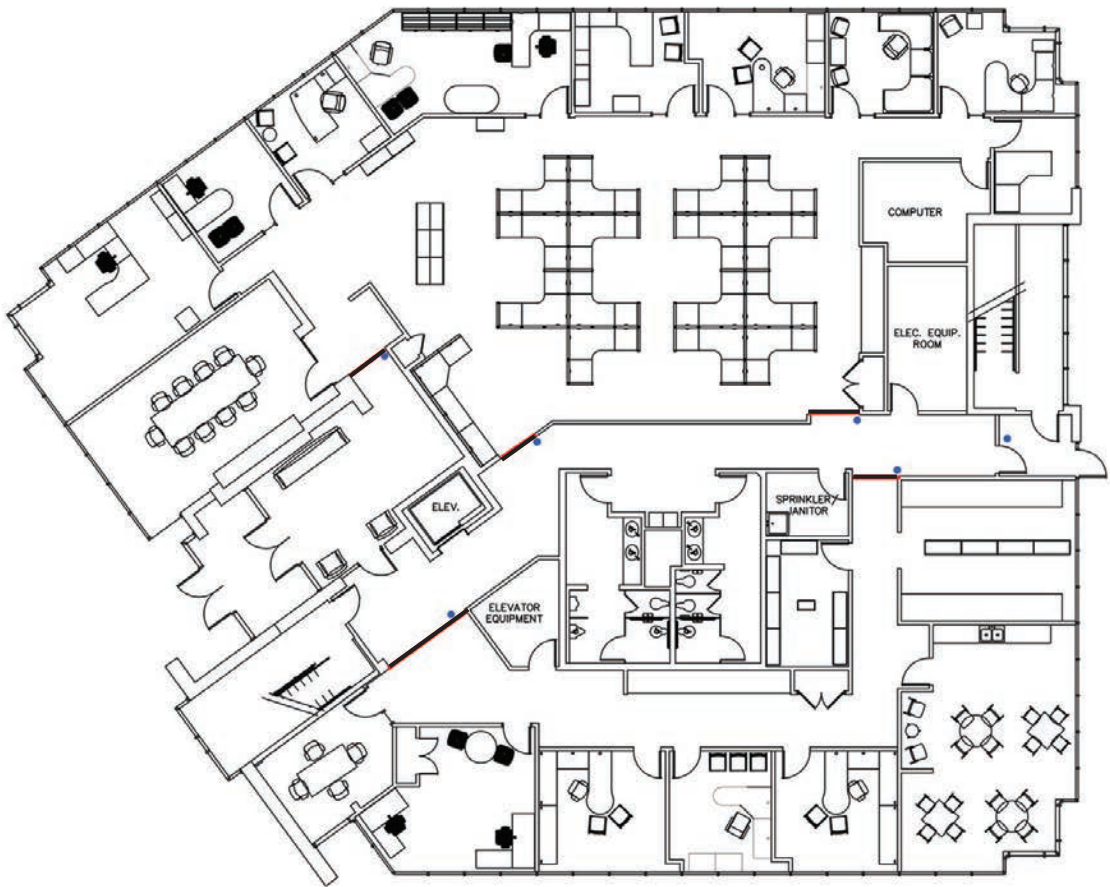 COMPUTER
ELEC. EQUIP.
ROOM
ELEV.
SPRINKLER/
JANITOR
ELEVATOR
EQUIPMENT